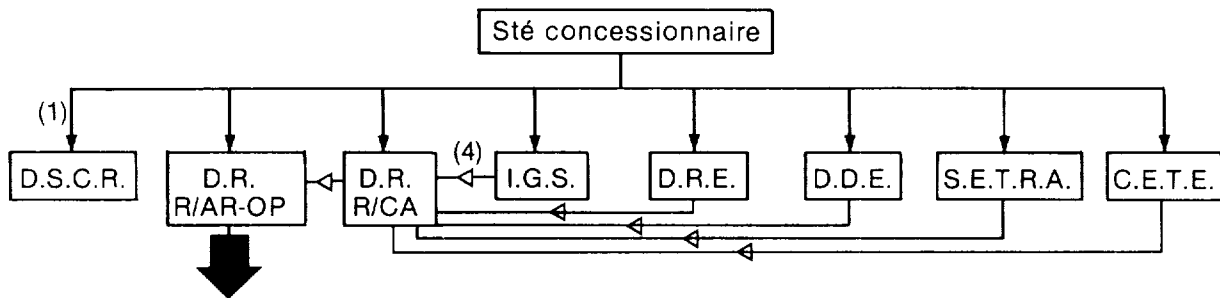 Sté concessionnaire
(1)
(4)
D.S.C.R.
D.R.
R/AR-OP
D.R.
R/CA
I.G.S.
D.R.E.
D.D.E.
S.E.T.R.A.
C.E.T.E.